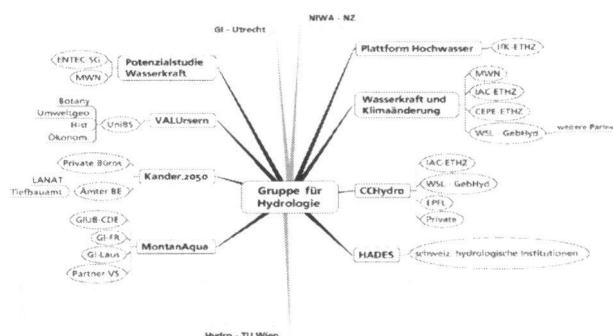 GI - Utrecht
NIWA - NZ
ENTEC SG
MWN
Potenzialstudie
Wasserkraft
Botany
Umweltgeo
Hist
Ökonom.
UniBS
VALUrsern
Private Büros
LANAT
Tiefbauamt
Ämter BE
Kander.2050
GIUB-CDE
GI-FR
GI-Laus
Partner VS
MontanAqua
Gruppe für
Hydrologie
Plattform Hochwasser
IfK-ETHZ
Wasserkraft und
Klimaänderung
MWN
IAC-ETHZ
CEPE-ETHZ
WSL - GebHyd
weitere Partner
CCHydro
IAC-ETHZ
WSL - GebHyd
EPFL
Private
HADES
schweiz. hydrologische Institutionen
Hydro - TU Wien